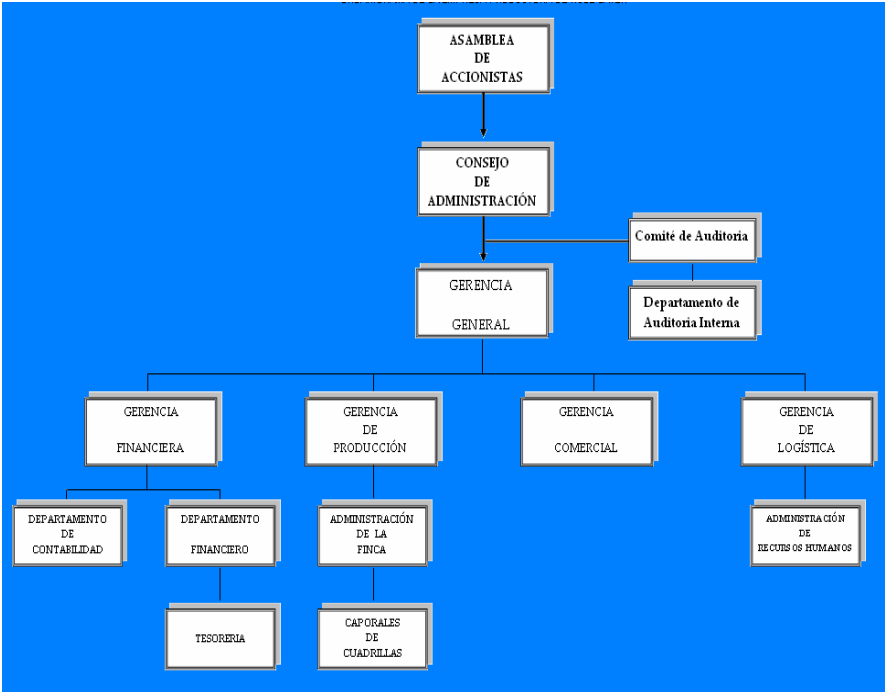 ASAMBLEA
DE
ACCIONISTAS
CONSEJO
DE
ADMINISTRACIÓN
Comité de Auditoria
Departamento de
Auditoria Interna
GERENCIA
GENERAL
GERENCIA
FINANCIERA
GERENCIA
DE
PRODUCCIÓN
GERENCIA
COMERCIAL
GERENCIA
DE
LOGÍSTICA
DEPARTAMENTO
DE
CONTABILIDAD
DEPARTAMENTO
FINANCIERO
ADMINISTRACIÓN
DE LA
FINCA
ADMINISTRACIÓN
DE
RECURSOS HUMANOS
TESORERIA
CAPORALES
DE
CUADRILLAS